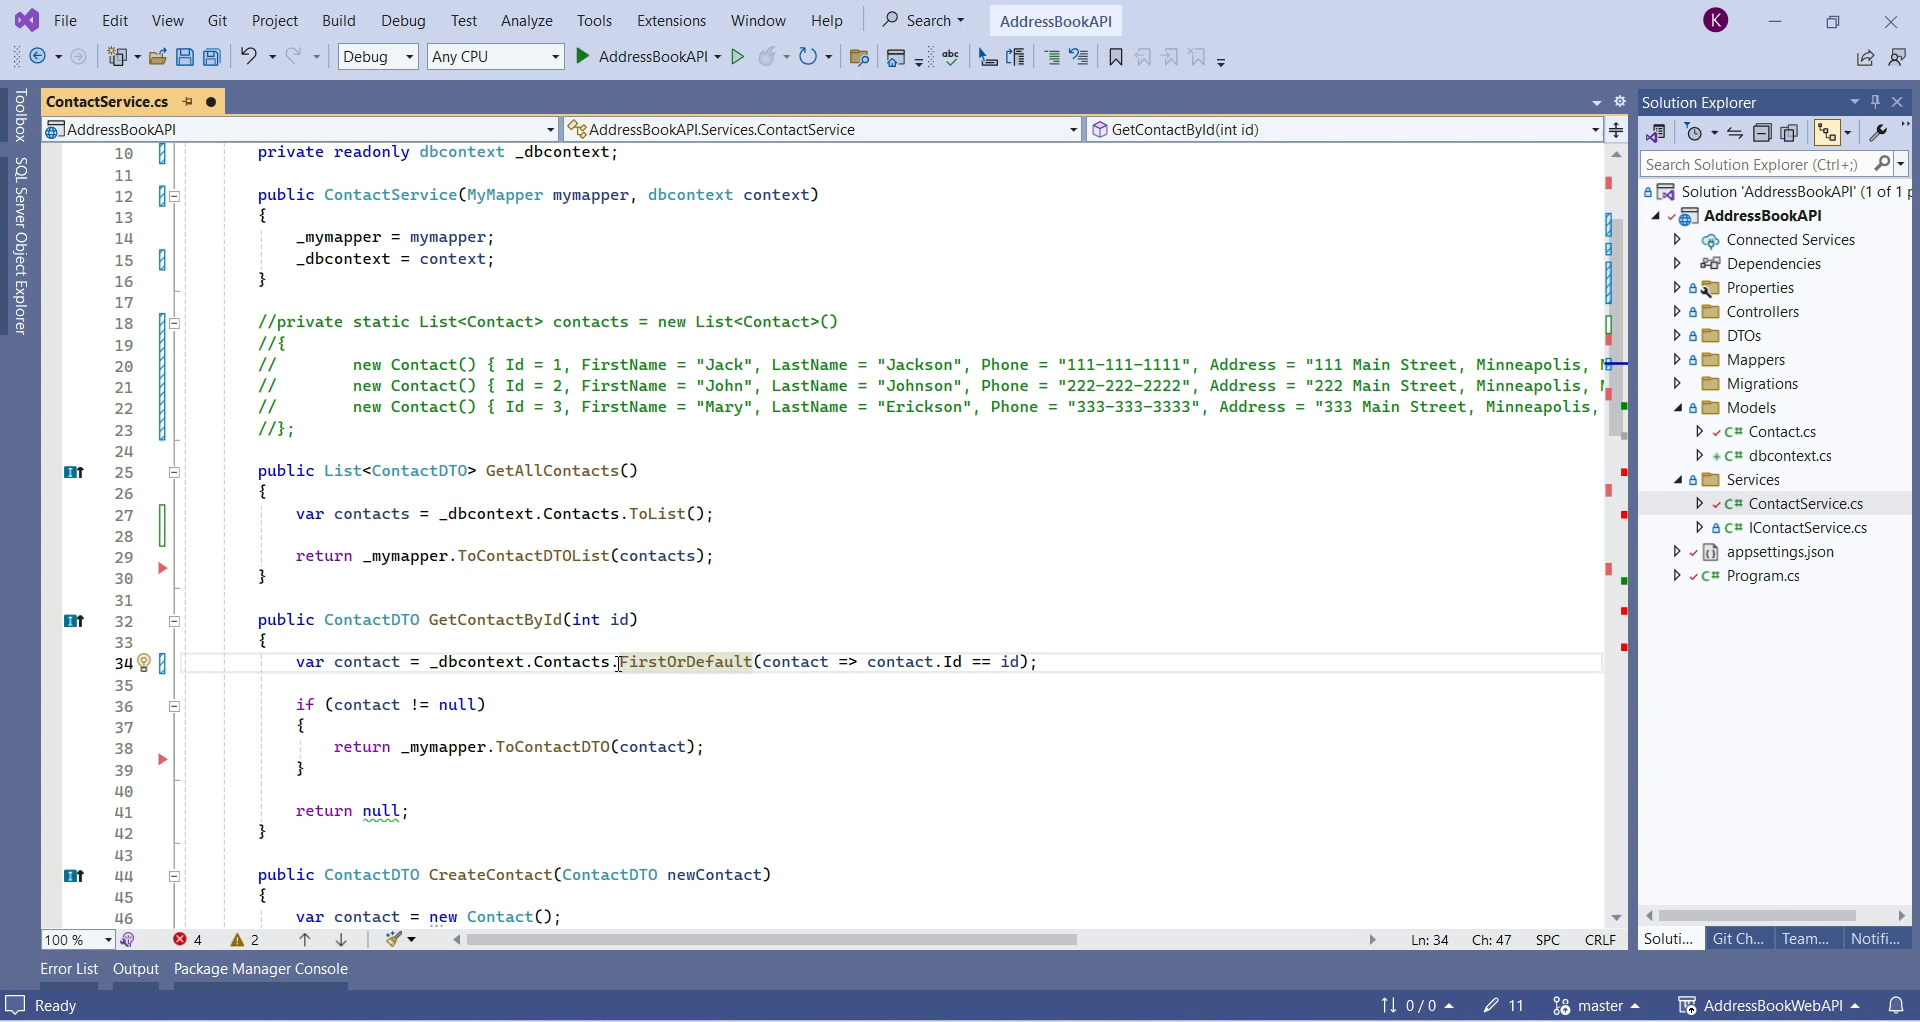 File Edit View Git Project Build Debug Test Analyze Tools Extensions Window Help Search AddressBookAPI K
Debug Any CPU AddressBookAPI abc
Toolbox
SQL Server Object Explorer
ContactService.cs
AddressBookAPI AddressBookAPI.Services.ContactService GetContactById(int id)
10 private readonly dbcontext _dbcontext;
11
12 public ContactService(MyMapper mymapper, dbcontext context)
13 {
14 _mymapper = mymapper;
15 _dbcontext = context;
16 }
17
18 //private static List<Contact> contacts = new List<Contact>()
19 //{
20 // new Contact() { Id = 1, FirstName = "Jack", LastName = "Jackson", Phone = "111-111-1111", Address = "111 Main Street, Minneapolis,
21 // new Contact() { Id = 2, FirstName = "John", LastName = "Johnson", Phone = "222-222-2222", Address = "222 Main Street, Minneapolis,
22 // new Contact() { Id = 3, FirstName = "Mary", LastName = "Erickson", Phone = "333-333-3333", Address = "333 Main Street, Minneapolis,
23 //};
24
25 public List<ContactDTO> GetAllContacts()
26 {
27 var contacts = _dbcontext.Contacts.ToList();
28
29 return _mymapper.ToContactDTOList(contacts);
30 }
31
32 public ContactDTO GetContactById(int id)
33 {
34 var contact = _dbcontext.Contacts.FirstOrDefault(contact => contact.Id == id);
35
36 if (contact != null)
37 {
38 return _mymapper.ToContactDTO(contact);
39 }
40
41 return null;
42 }
43
44 public ContactDTO CreateContact(ContactDTO newContact)
45 {
46 var contact = new Contact();
100 % 4 2 Ln: 34 Ch: 47 SPC CRLF
Solution Explorer
Search Solution Explorer (Ctrl+;)
Solution 'AddressBookAPI' (1 of 1 p
AddressBookAPI
Connected Services
Dependencies
Properties
Controllers
DTOs
Mappers
Migrations
Models
C# Contact.cs
C# dbcontext.cs
Services
C# ContactService.cs
C# IContactService.cs
appsettings.json
C# Program.cs
Soluti... Git Ch... Team... Notifi...
Error List Output Package Manager Console
Ready 0 / 0 11 master AddressBookWebAPI